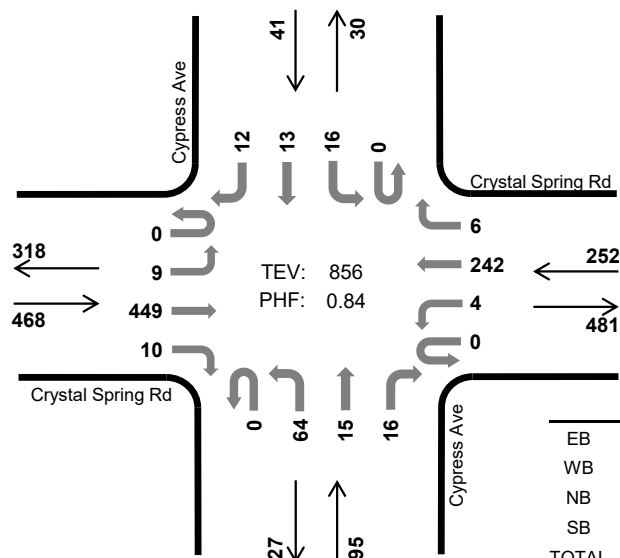 41
30
Cypress Ave
12
13
16
0
Crystal Spring Rd
0
6
318
9
TEV: 856
242
252
468
449
PHF: 0.84
4
481
10
0
Crystal Spring Rd
0
64
15
16
Cypress Ave
EB
WB
NB
SB
27
95
TOTAL